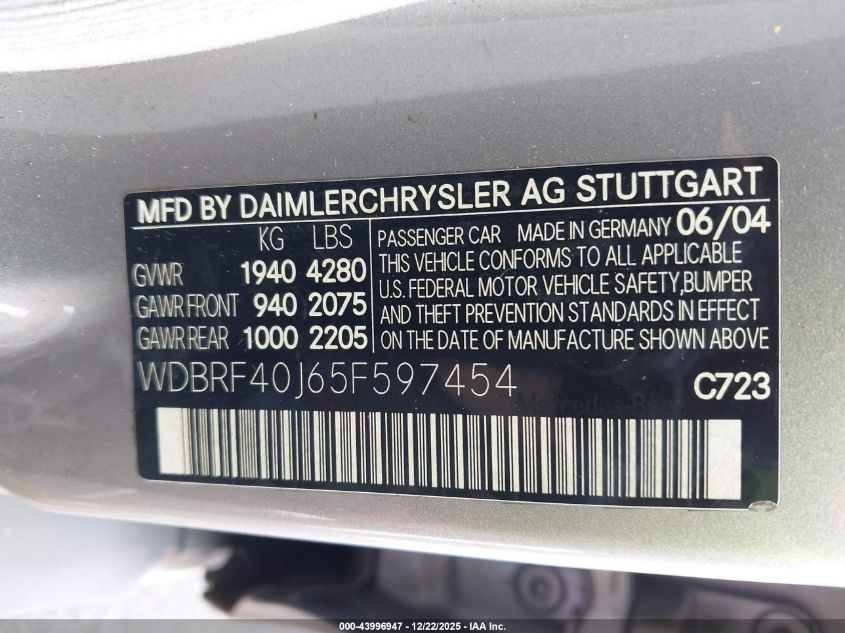 MFD BY DAIMLERCHRYSLER AG STUTTGART
KG LBS
GVWR 1940 4280
GAWR FRONT 940 2075
GAWR REAR 1000 2205
PASSENGER CAR MADE IN GERMANY 06/04
THIS VEHICLE CONFORMS TO ALL APPLICABLE
U.S. FEDERAL MOTOR VEHICLE SAFETY,BUMPER
AND THEFT PREVENTION STANDARDS IN EFFECT
ON THE DATE OF MANUFACTURE SHOWN ABOVE
WDBRF40J65F597454
C723
Mercedes-Benz
000-43996947 - 12/22/2025 - IAA Inc.